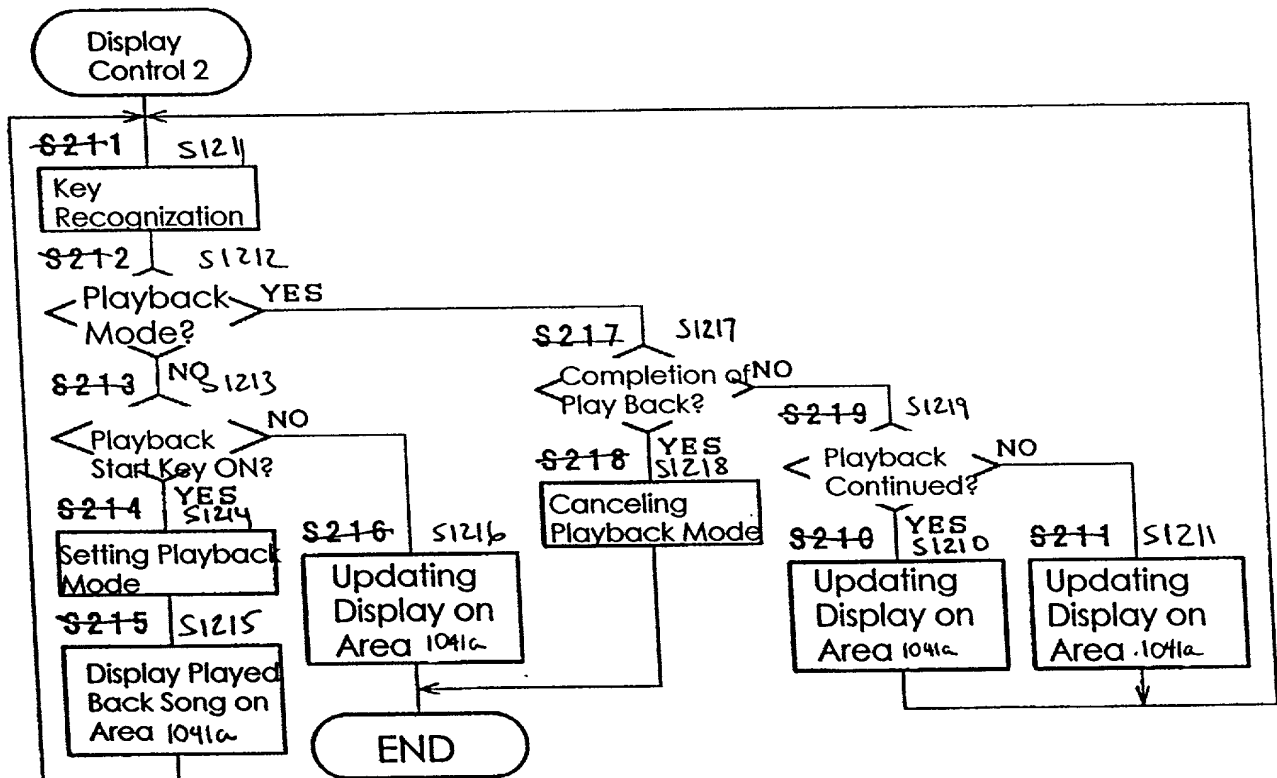 Display
Control 2
S211 S1211
Key
Recognization
S212 S1212
Playback
Mode?
YES
NO
S213 S1213
Playback
Start Key ON?
NO
YES
S214 S1214
Setting Playback
Mode
S215 S1215
Display Played
Back Song on
Area 1041a
S216 S1216
Updating
Display on
Area 1041a
END
S217 S1217
Completion of
Play Back?
NO
YES
S218 S1218
Canceling
Playback Mode
S219 S1219
Playback
Continued?
NO
YES
S210 S1210
Updating
Display on
Area 1041a
S211 S1211
Updating
Display on
Area .1041a